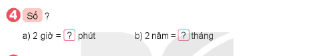 4 Số ?
a) 2 giờ = ? phút b) 2 năm = ? tháng